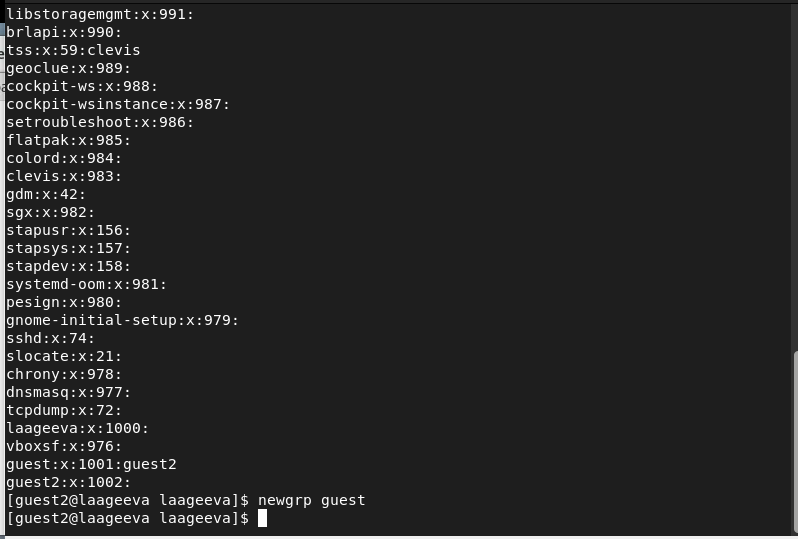 libstoragemgmt:x:991:
brlapi:x:990:
tss:x:59:clevis
geoclue:x:989:
cockpit-ws:x:988:
cockpit-wsinstance:x:987:
setroubleshoot:x:986:
flatpak:x:985:
colord:x:984:
clevis:x:983:
gdm:x:42:
sgx:x:982:
stapusr:x:156:
stapsys:x:157:
stapdev:x:158:
systemd-oom:x:981:
pesign:x:980:
gnome-initial-setup:x:979:
sshd:x:74:
slocate:x:21:
chrony:x:978:
dnsmasq:x:977:
tcpdump:x:72:
laageeva:x:1000:
vboxsf:x:976:
guest:x:1001:guest2
guest2:x:1002:
[guest2@laageeva laageeva]$ newgrp guest
[guest2@laageeva laageeva]$